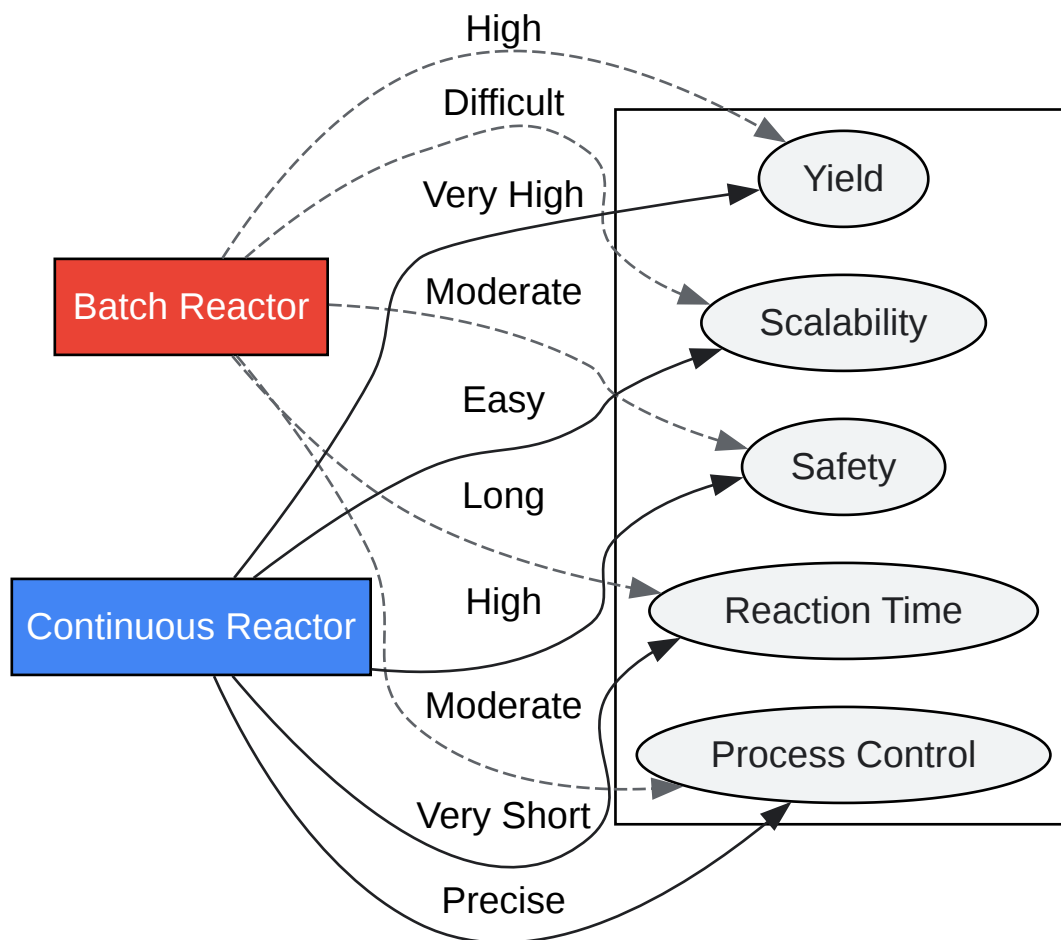 High
Difficult
Yield
Very High
Batch Reactor
Moderate
Scalability
Easy
Safety
Long
High
Reaction Time
Continuous Reactor
Moderate
Process Control
Very Short
Precise